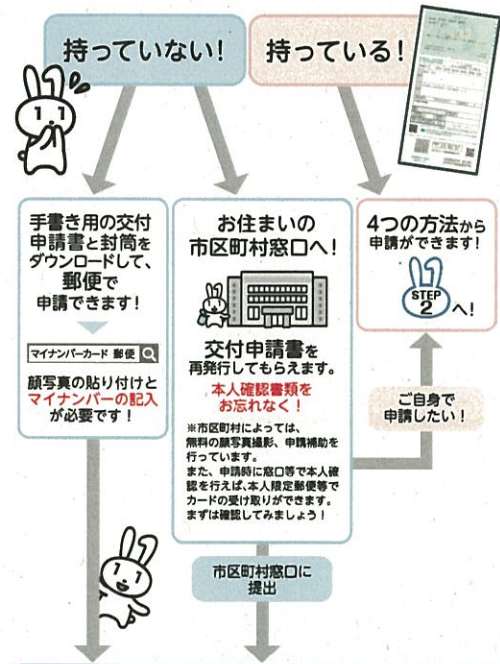 持っていない!
持っている!
手書き用の交付
申請書と封筒を
ダウンロードして、
郵便で
申請できます!
マイナンバーカード 郵便
顔写真の貼り付けと
マイナンバーの記入
が必要です!
お住まいの
市区町村窓口へ!
交付申請書を
再発行してもらえます。
本人確認書類を
お忘れなく!
※市区町村によっては、
無料の顔写真撮影、申請補助を
行っています。
また、申請時に窓口等で本人確
認を行えば、本人限定郵便等で
カードの受け取りができます。
まずは確認してみましょう!
4つの方法から
申請ができます!
STEP
2へ!
ご自身で
申請したい!
市区町村窓口に
提出